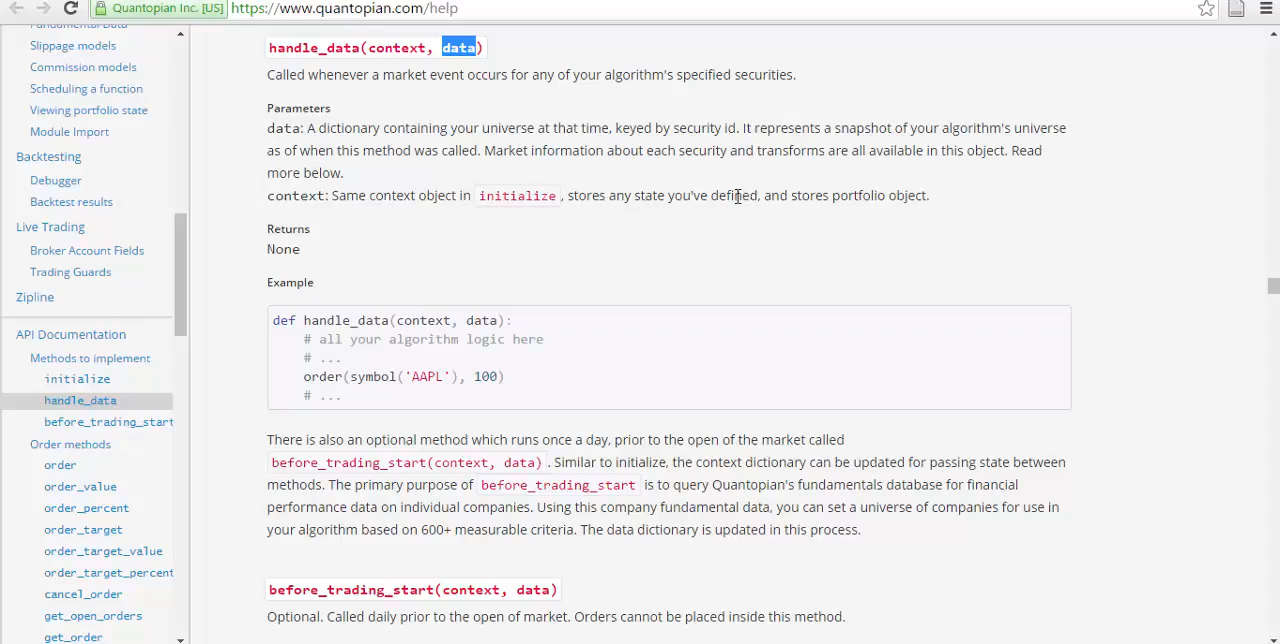 Quantopian Inc. [US] https://www.quantopian.com/help
Fundamental Data
Slippage models
Commission models
Scheduling a function
Viewing portfolio state
Module Import
Backtesting
Debugger
Backtest results
Live Trading
Broker Account Fields
Trading Guards
Zipline
API Documentation
Methods to implement
initialize
handle_data
before_trading_start
Order methods
order
order_value
order_percent
order_target
order_target_value
order_target_percent
cancel_order
get_open_orders
get_order
handle_data(context, data)
Called whenever a market event occurs for any of your algorithm's specified securities.
Parameters
data: A dictionary containing your universe at that time, keyed by security id. It represents a snapshot of your algorithm's universe
as of when this method was called. Market information about each security and transforms are all available in this object. Read
more below.
context: Same context object in initialize, stores any state you've defined, and stores portfolio object.
Returns
None
Example
def handle_data(context, data):
# all your algorithm logic here
# ...
order(symbol('AAPL'), 100)
# ...
There is also an optional method which runs once a day, prior to the open of the market called
before_trading_start(context, data). Similar to initialize, the context dictionary can be updated for passing state between
methods. The primary purpose of before_trading_start is to query Quantopian's fundamentals database for financial
performance data on individual companies. Using this company fundamental data, you can set a universe of companies for use in
your algorithm based on 600+ measurable criteria. The data dictionary is updated in this process.
before_trading_start(context, data)
Optional. Called daily prior to the open of market. Orders cannot be placed inside this method.